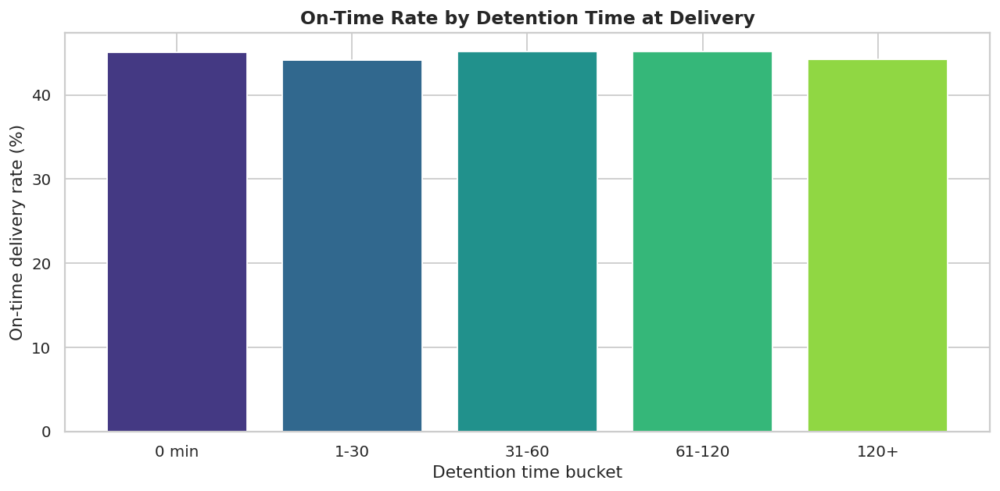 On-Time Rate by Detention Time at Delivery
On-time delivery rate (%)
40
30
20
10
0
0 min
1-30
31-60
61-120
120+
Detention time bucket